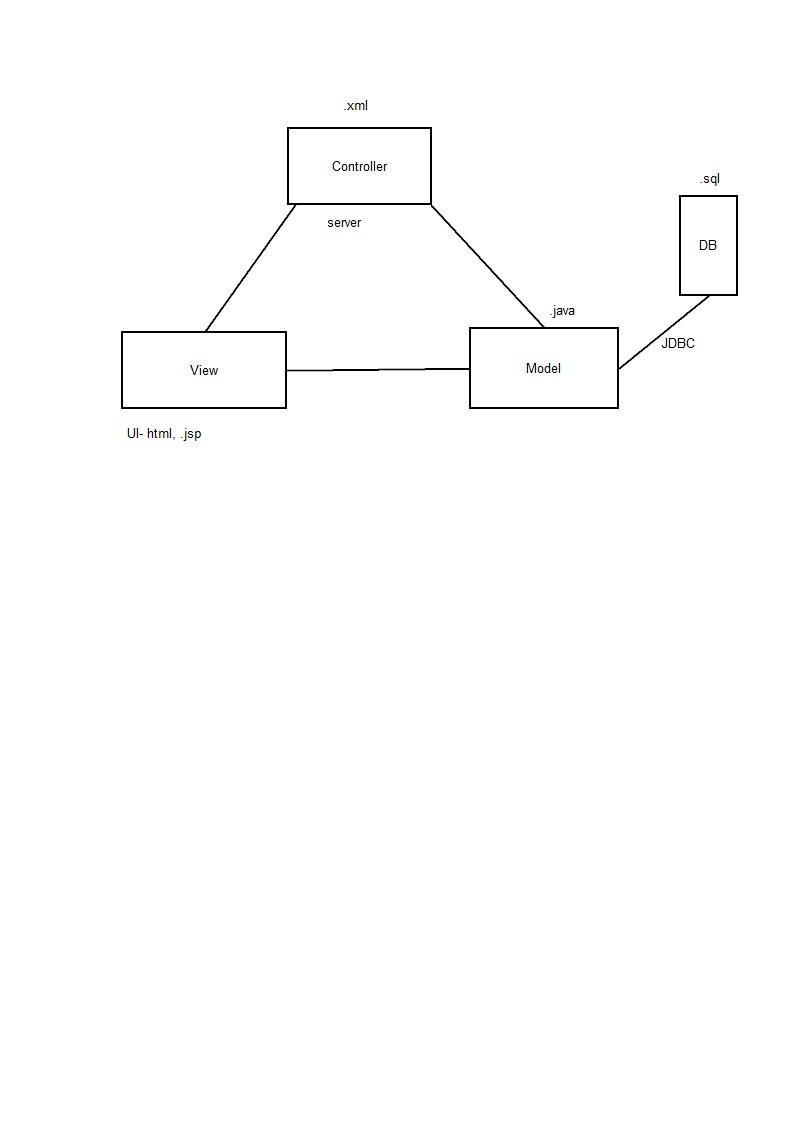 .xml
Controller
server
.sql
DB
.java
JDBC
View
Model
UI- html, .jsp